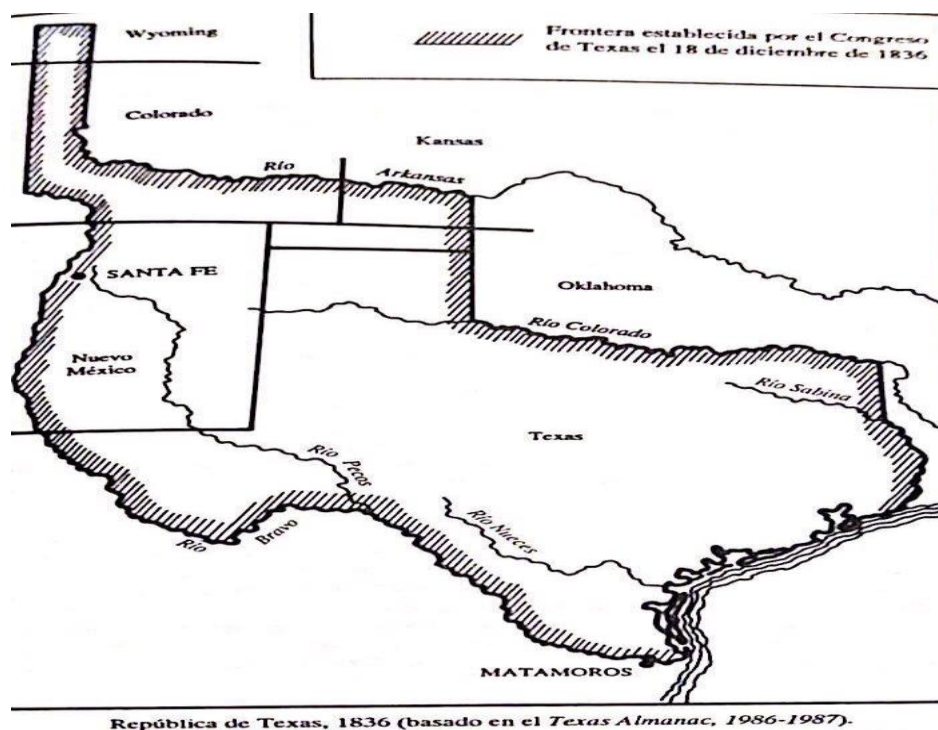 Wyoming
Frontera establecida por el Congreso
de Texas el 18 de diciembre de 1836
Colorado
Kansas
Río
Arkansas
SANTA FE
Oklahoma
Río Colorado
Nuevo
México
Río Sabina
Texas
Río Pecos
Río Nueces
Río
Bravo
MATAMOROS
República de Texas, 1836 (basado en el Texas Almanac, 1986-1987).